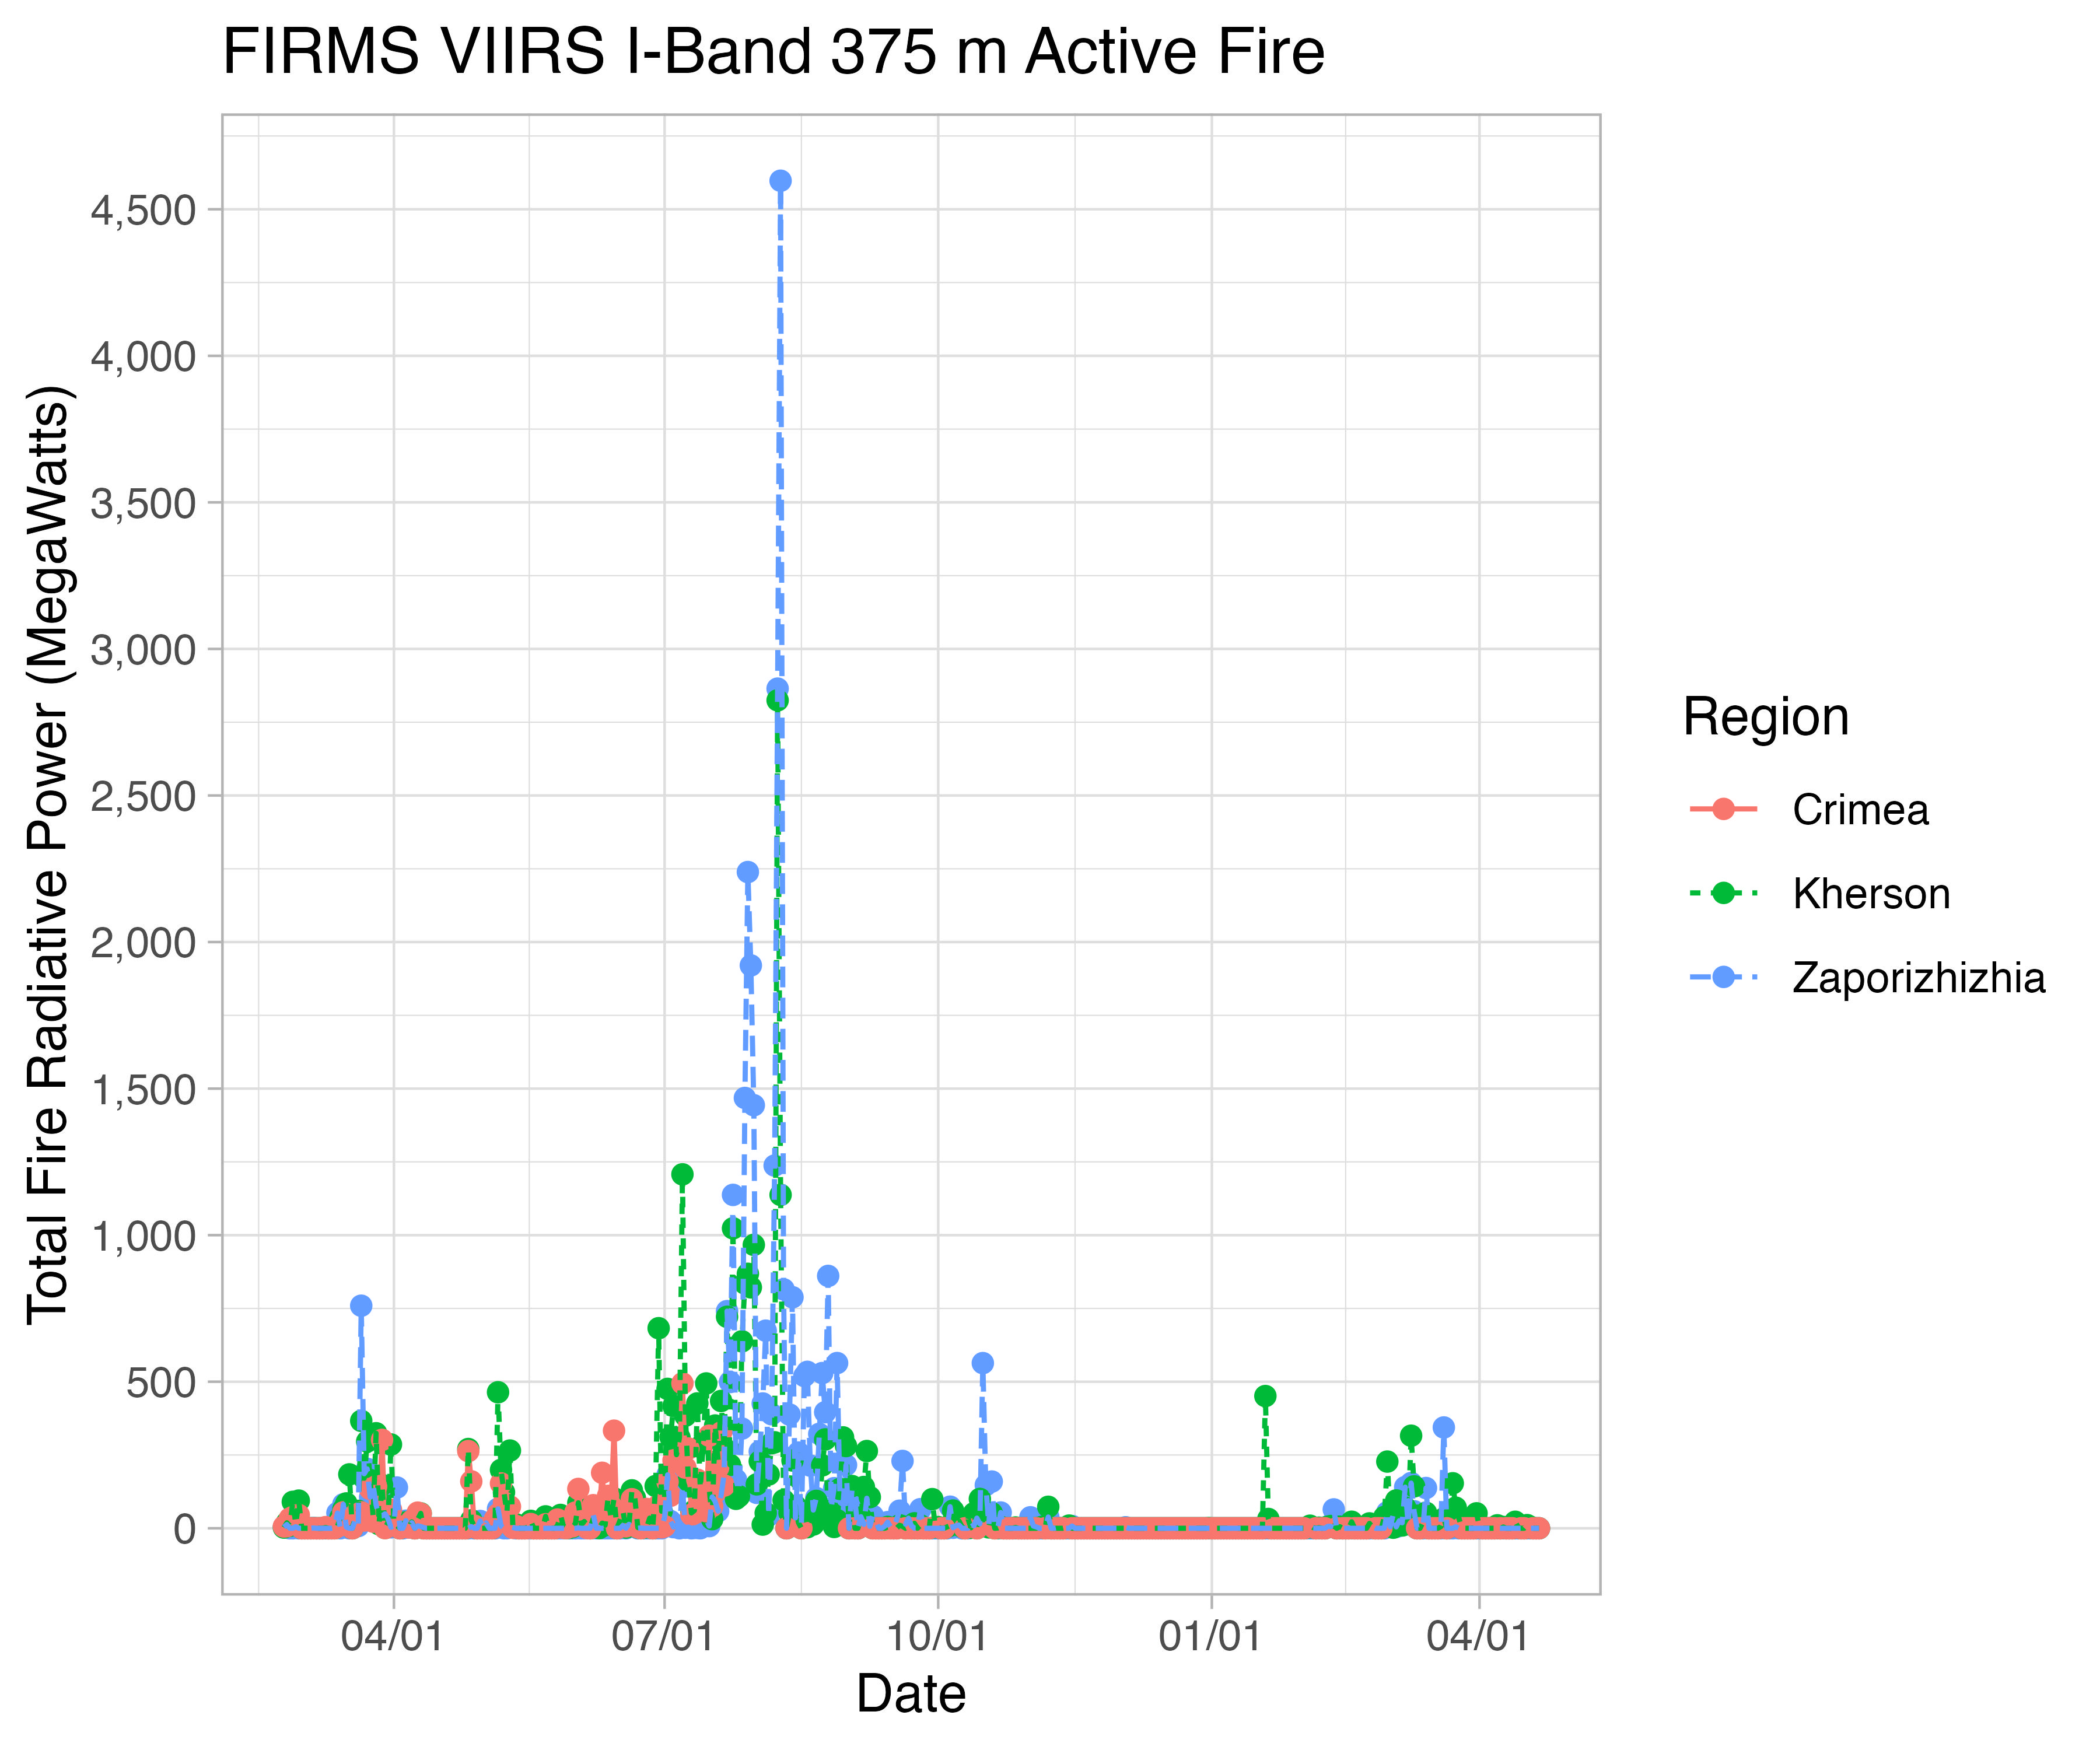 FIRMS VIIRS I-Band 375 m Active Fire
Total Fire Radiative Power (MegaWatts)
4,500
4,000
3,500
3,000
2,500
2,000
1,500
1,000
500
0
04/01
07/01
10/01
01/01
04/01
Date
Region
Crimea
Kherson
Zaporizhizhia